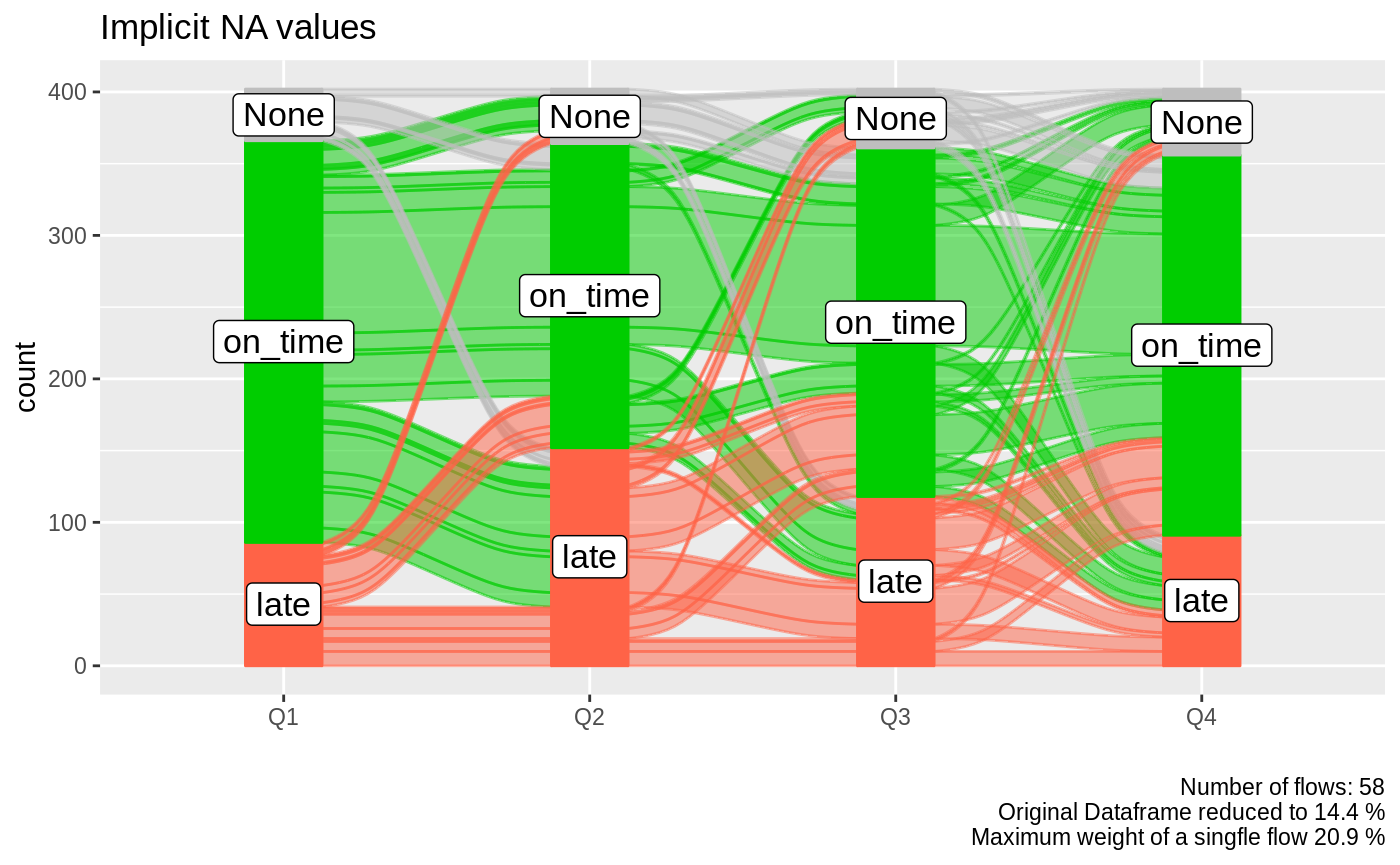 Implicit NA values
count
400
300
200
100
0
None
None
None
None
on_time
on_time
on_time
on_time
late
late
late
late
Q1
Q2
Q3
Q4
Number of flows: 58
Original Dataframe reduced to 14.4 %
Maximum weight of a singfle flow 20.9 %